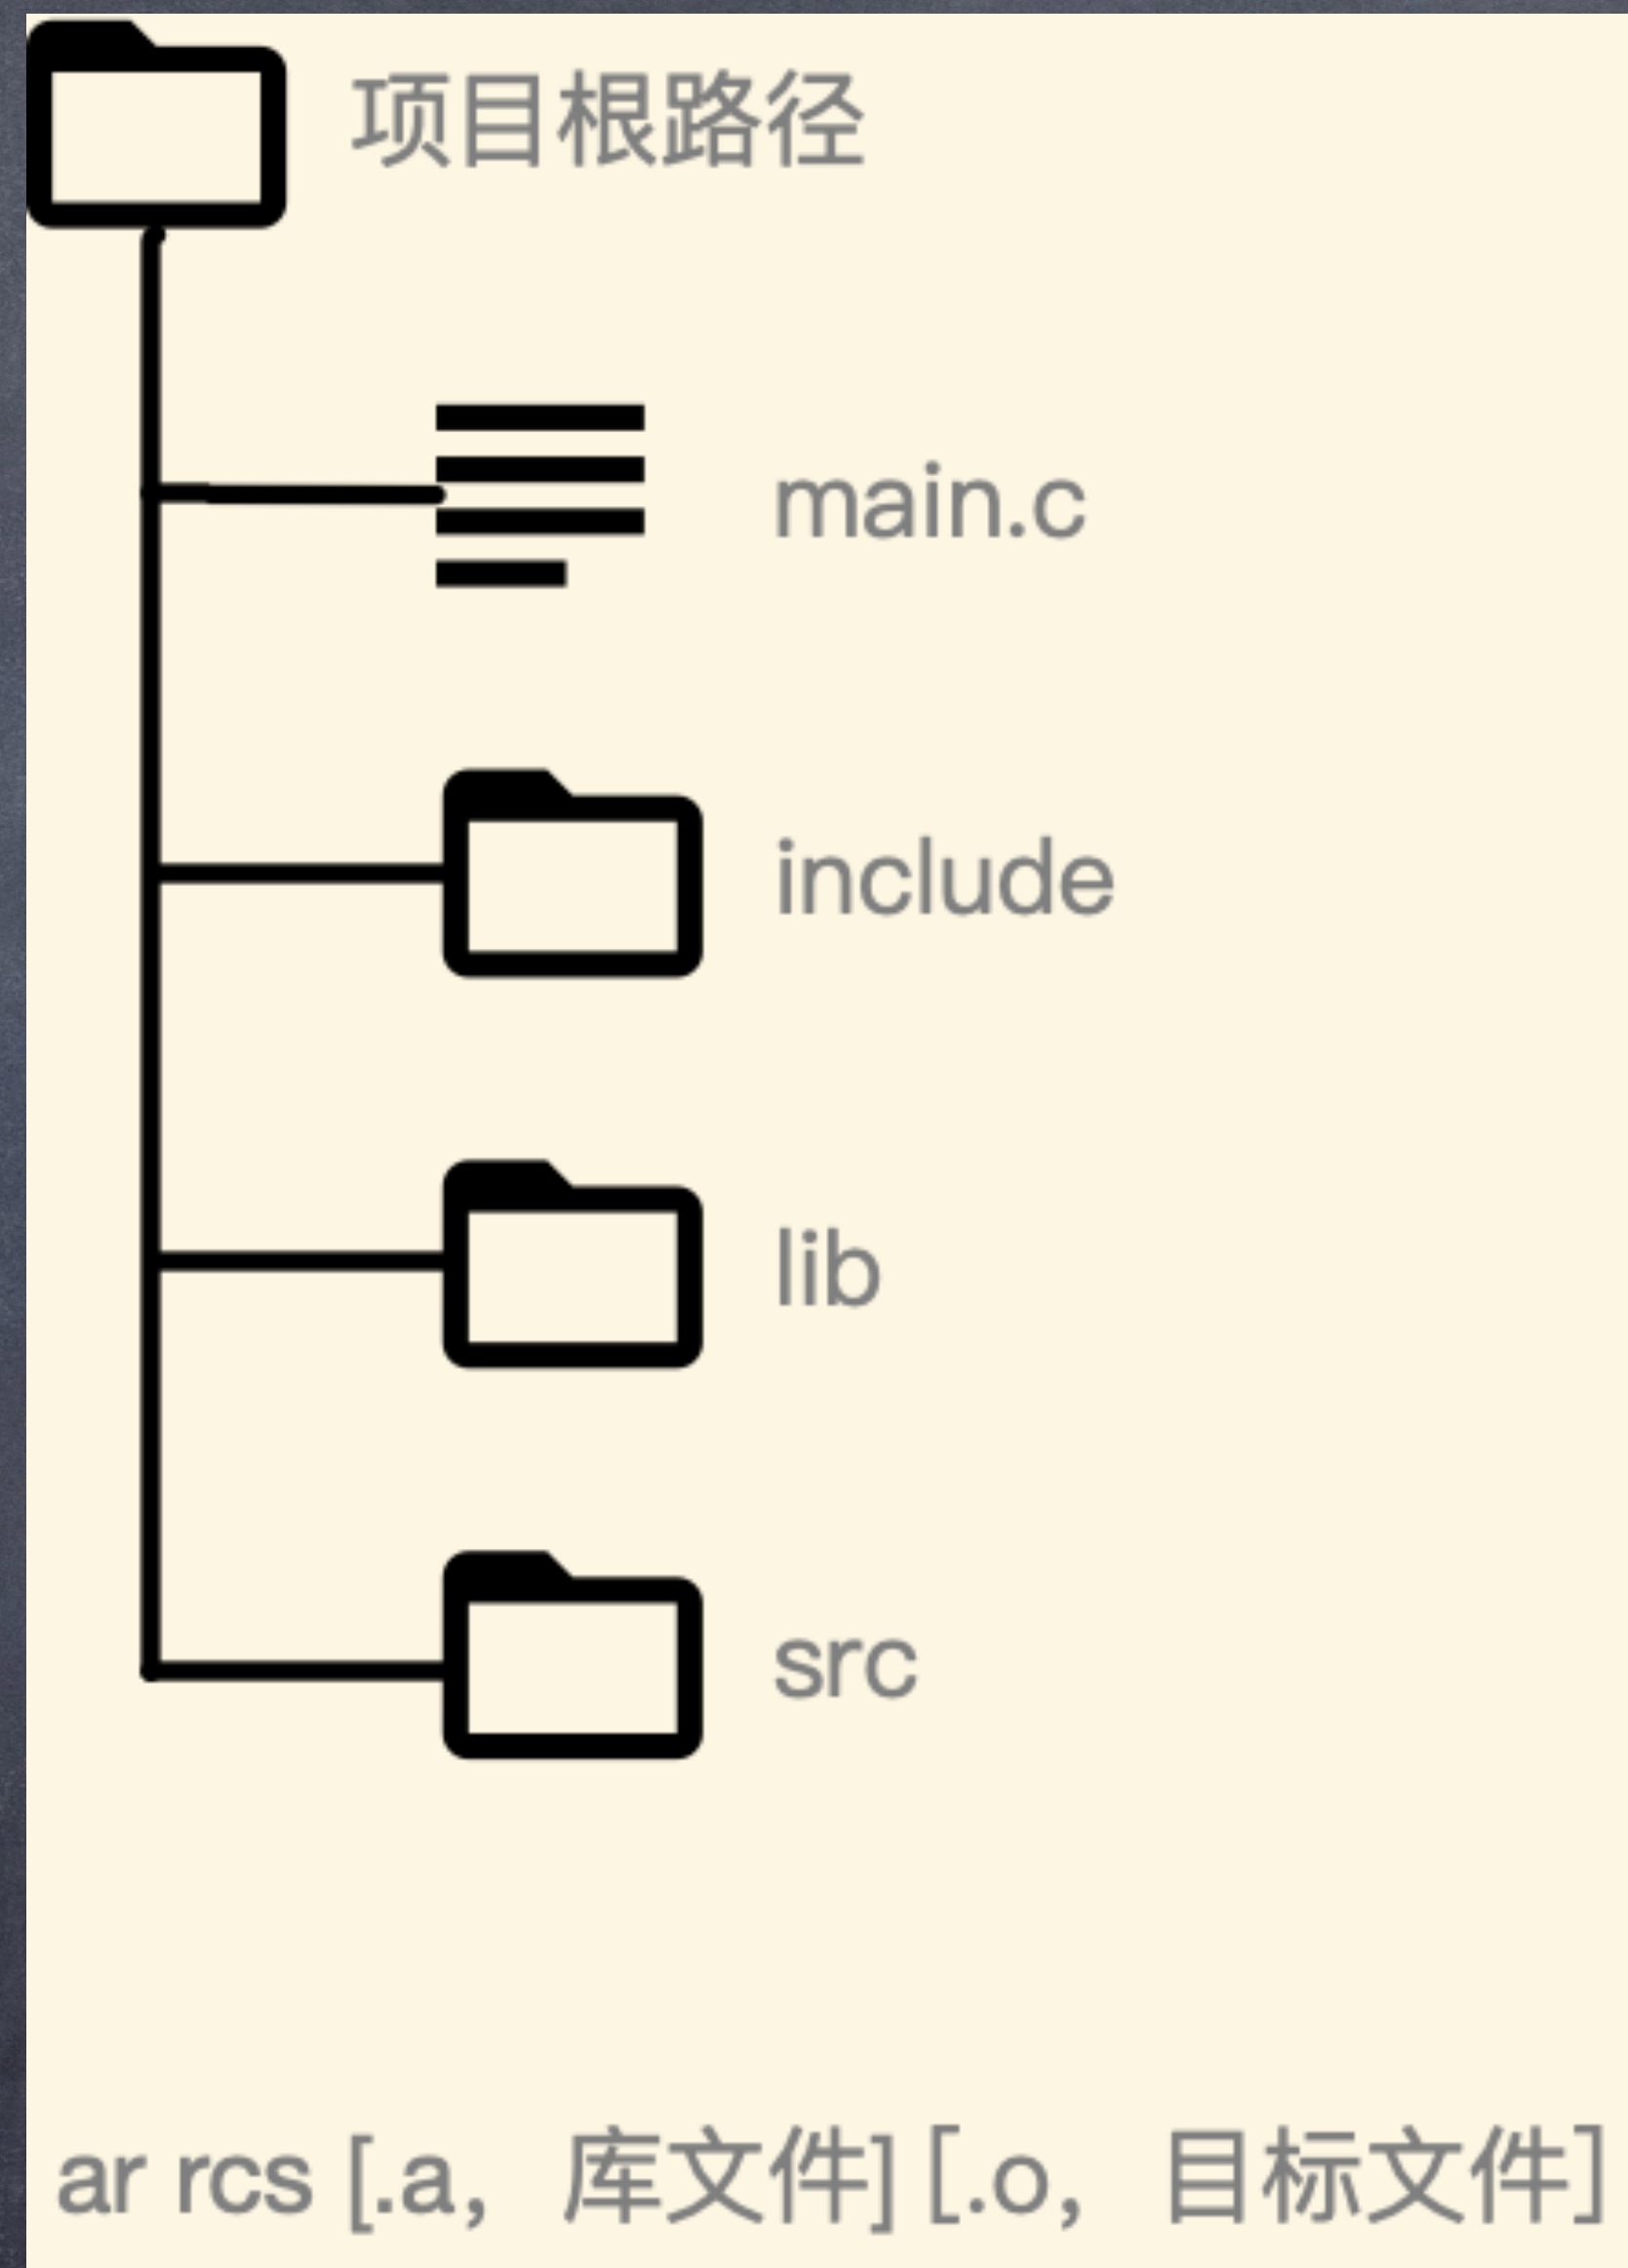 项目根路径
main.c
include
lib
src
ar rcs [.a，库文件] [.o，目标文件]